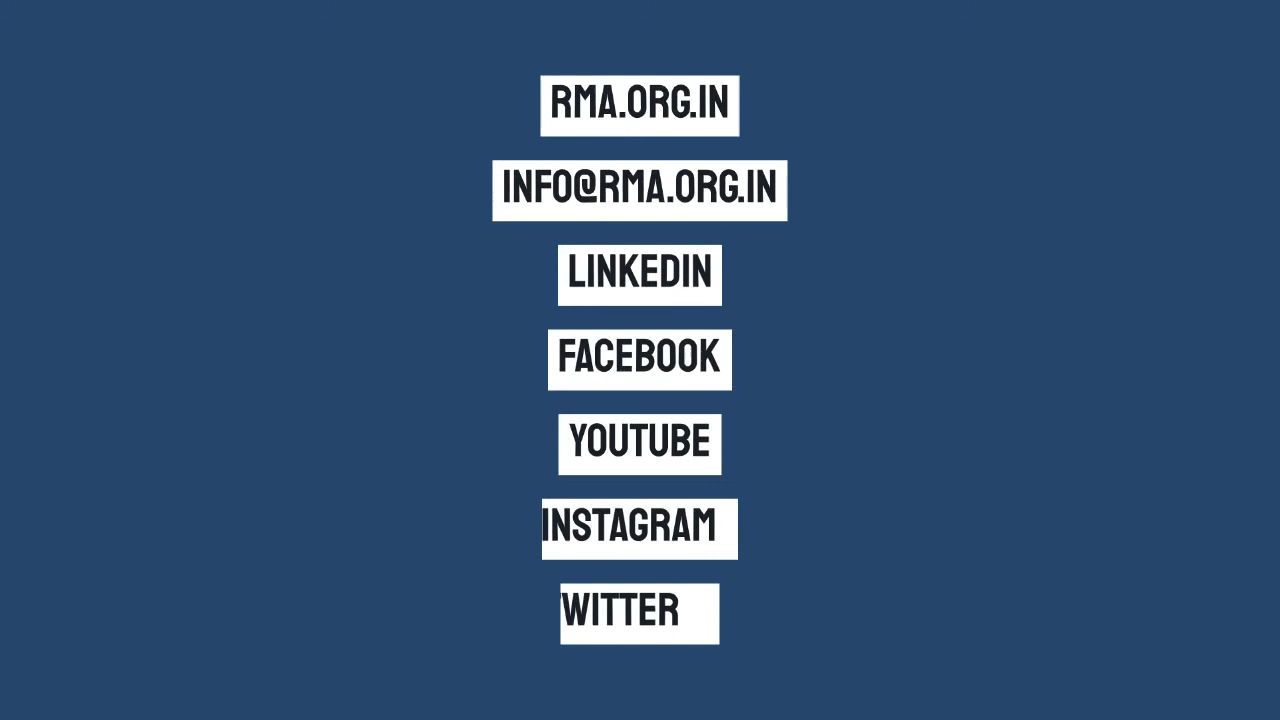 RMA.ORG.IN
INFO@RMA.ORG.IN
LINKEDIN
FACEBOOK
YOUTUBE
INSTAGRAM
WITTER